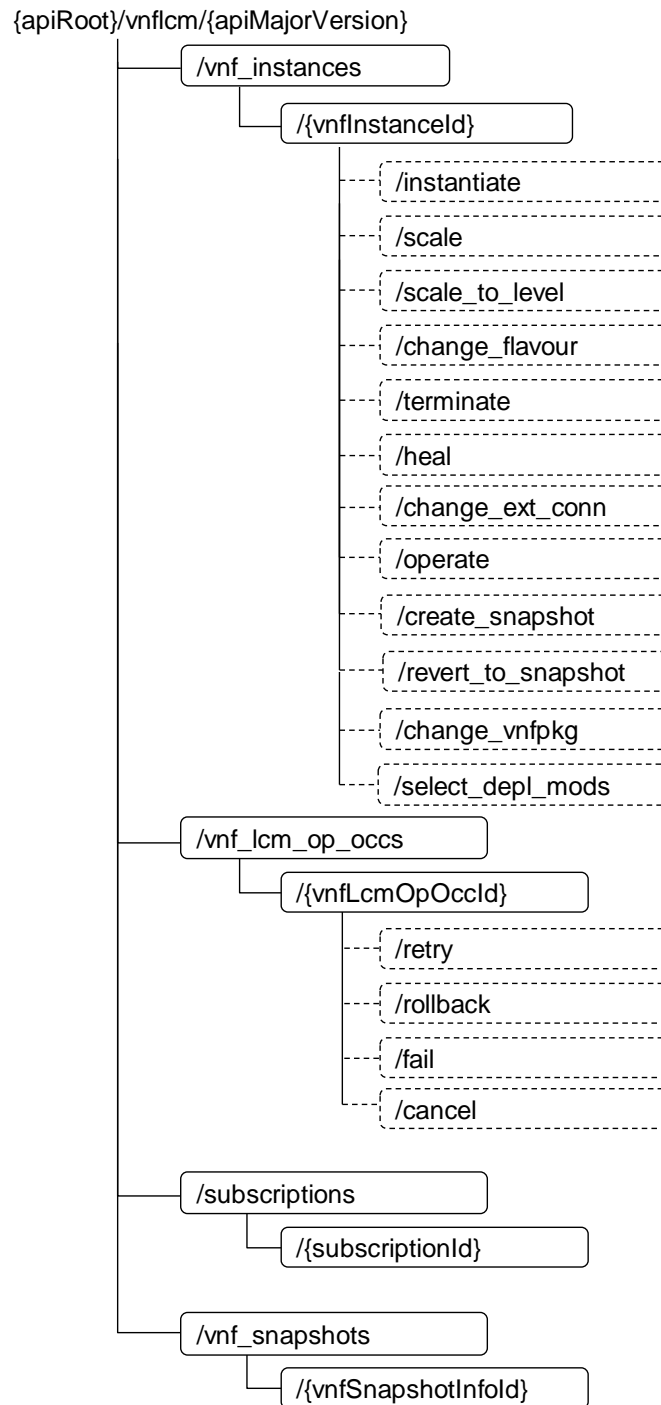 {apiRoot}/vnflcm/{apiMajorVersion}
/vnf_instances
/{vnfInstanceId}
/instantiate
/scale
/scale_to_level
/change_flavour
/terminate
/heal
/change_ext_conn
/operate
/create_snapshot
/revert_to_snapshot
/change_vnfpkg
/select_depl_mods
/vnf_lcm_op_occs
/{vnfLcmOpOccId}
/retry
/rollback
/fail
/cancel
/subscriptions
/{subscriptionId}
/vnf_snapshots
/{vnfSnapshotInfoId}